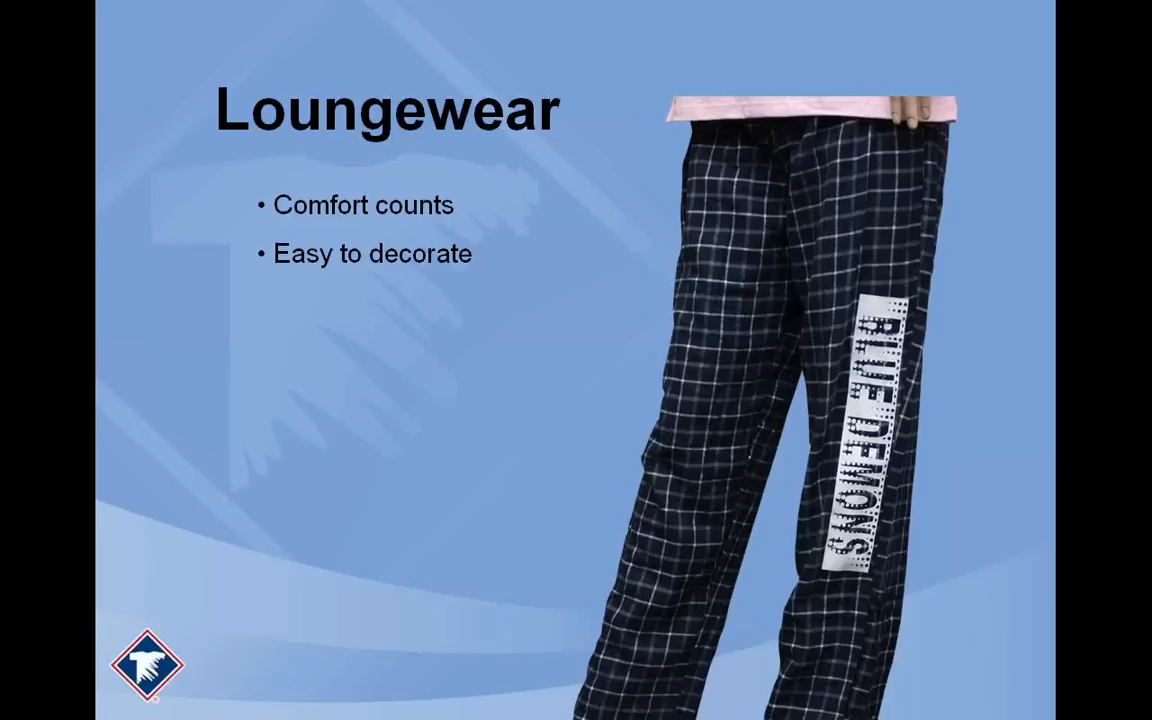 Loungewear
• Comfort counts
• Easy to decorate
BLUE DEMONS